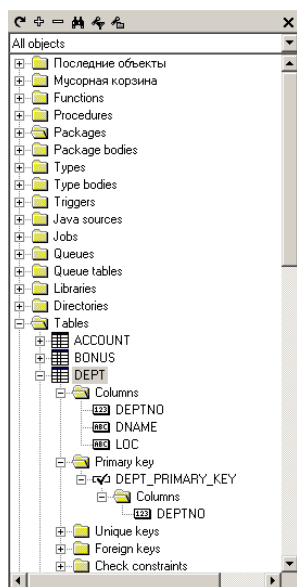 All objects
Последние объекты
Мусорная корзина
Functions
Procedures
Packages
Package bodies
Types
Type bodies
Triggers
Java sources
Jobs
Queues
Queue tables
Libraries
Directories
Tables
ACCOUNT
BONUS
DEPT
Columns
123 DEPTNO
ABC DNAME
ABC LOC
Primary key
DEPT_PRIMARY_KEY
Columns
123 DEPTNO
Unique keys
Foreign keys
Check constraints